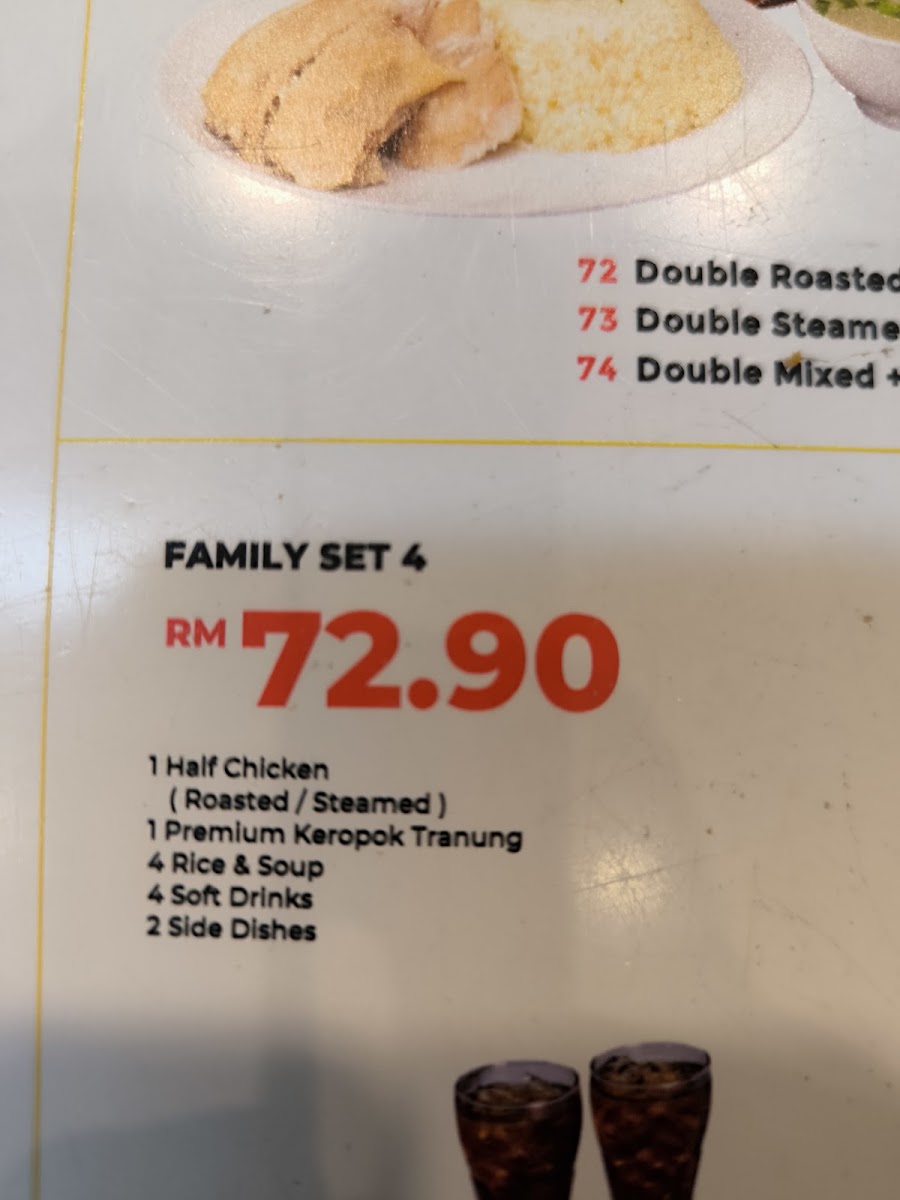 72 Double Roasted
73 Double Steame
74 Double Mixed +
FAMILY SET 4
RM 72.90
1 Half Chicken
( Roasted / Steamed )
1 Premium Keropok Tranung
4 Rice & Soup
4 Soft Drinks
2 Side Dishes